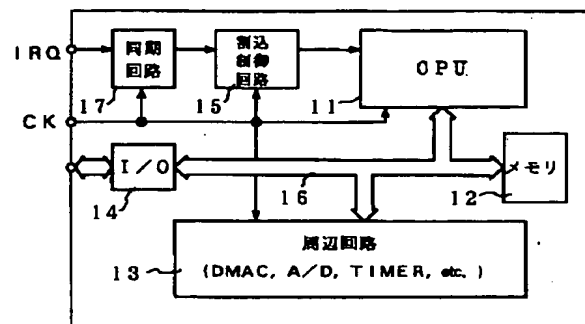 IRQ
同期
回路
17
割込
制御
回路
15
CPU
11
CK
I/O
14
16
メモリ
12
周辺回路
(DMAC, A/D, TIMER, etc.)
13